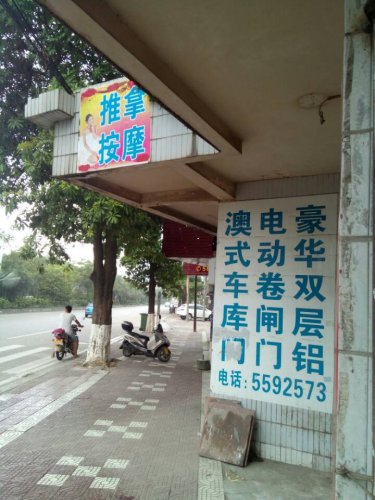 推拿
按摩
豪华双层铝
电动卷闸门
澳式车库门
电话:5592573